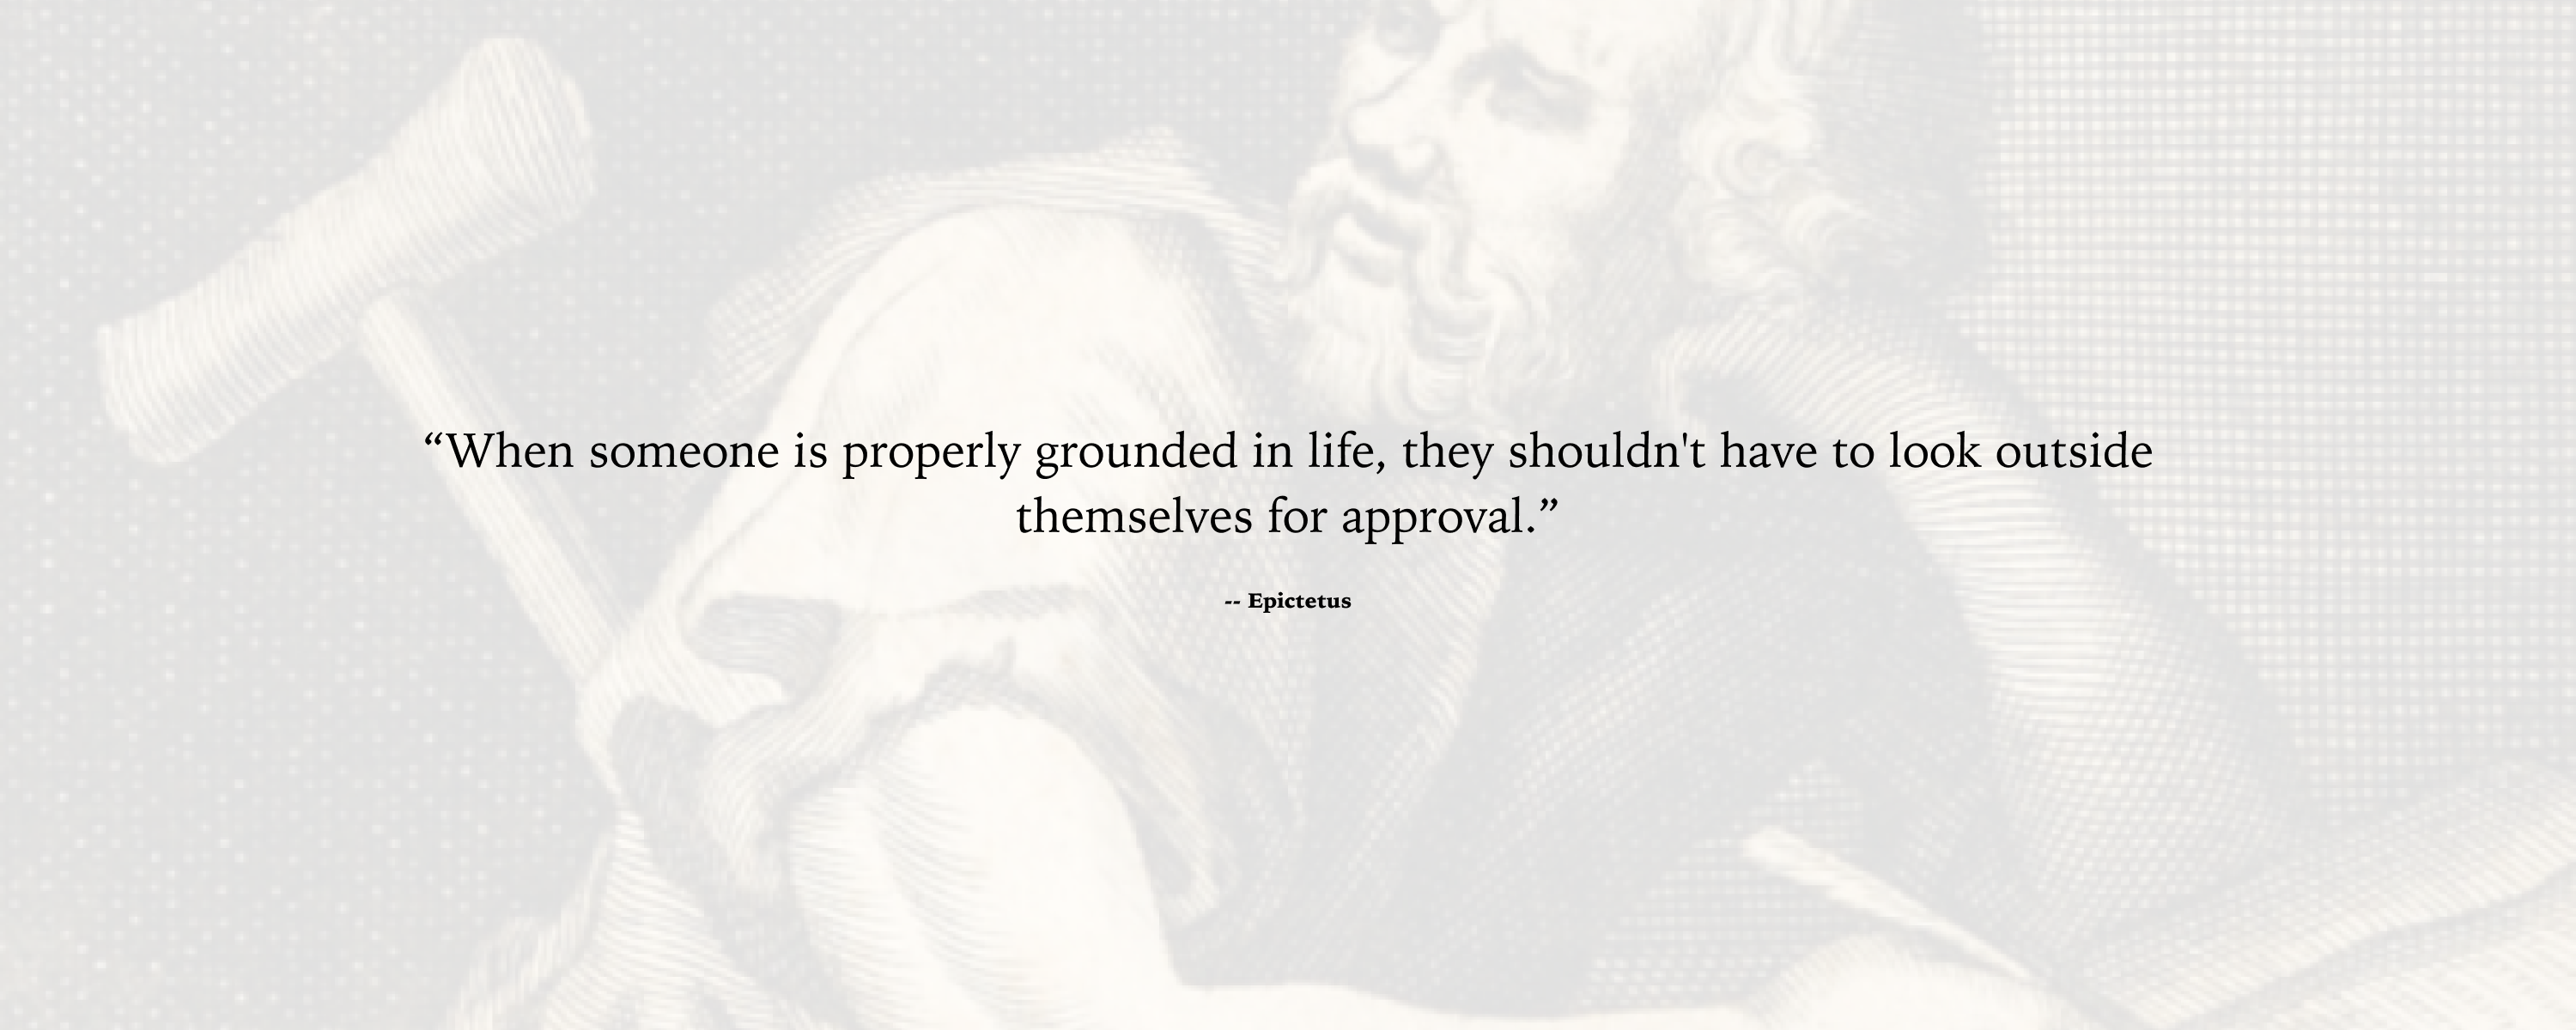 “When someone is properly grounded in life, they shouldn't have to look outside
themselves for approval.”
-- Epictetus